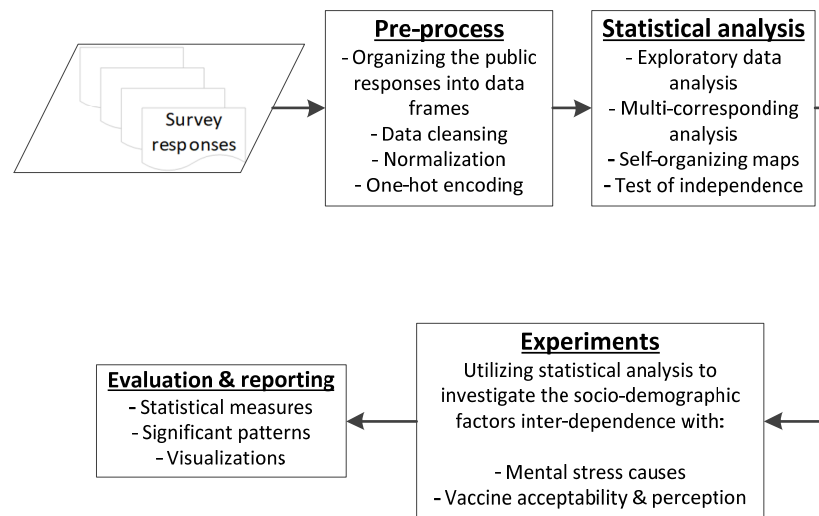 Survey
responses
Pre-process
- Organizing the public
responses into data
frames
- Data cleansing
- Normalization
- One-hot encoding
Statistical analysis
- Exploratory data
analysis
- Multi-corresponding
analysis
- Self-organizing maps
- Test of independence
Experiments
Utilizing statistical analysis to
investigate the socio-demographic
factors inter-dependence with:
- Mental stress causes
- Vaccine acceptability & perception
Evaluation & reporting
- Statistical measures
- Significant patterns
- Visualizations